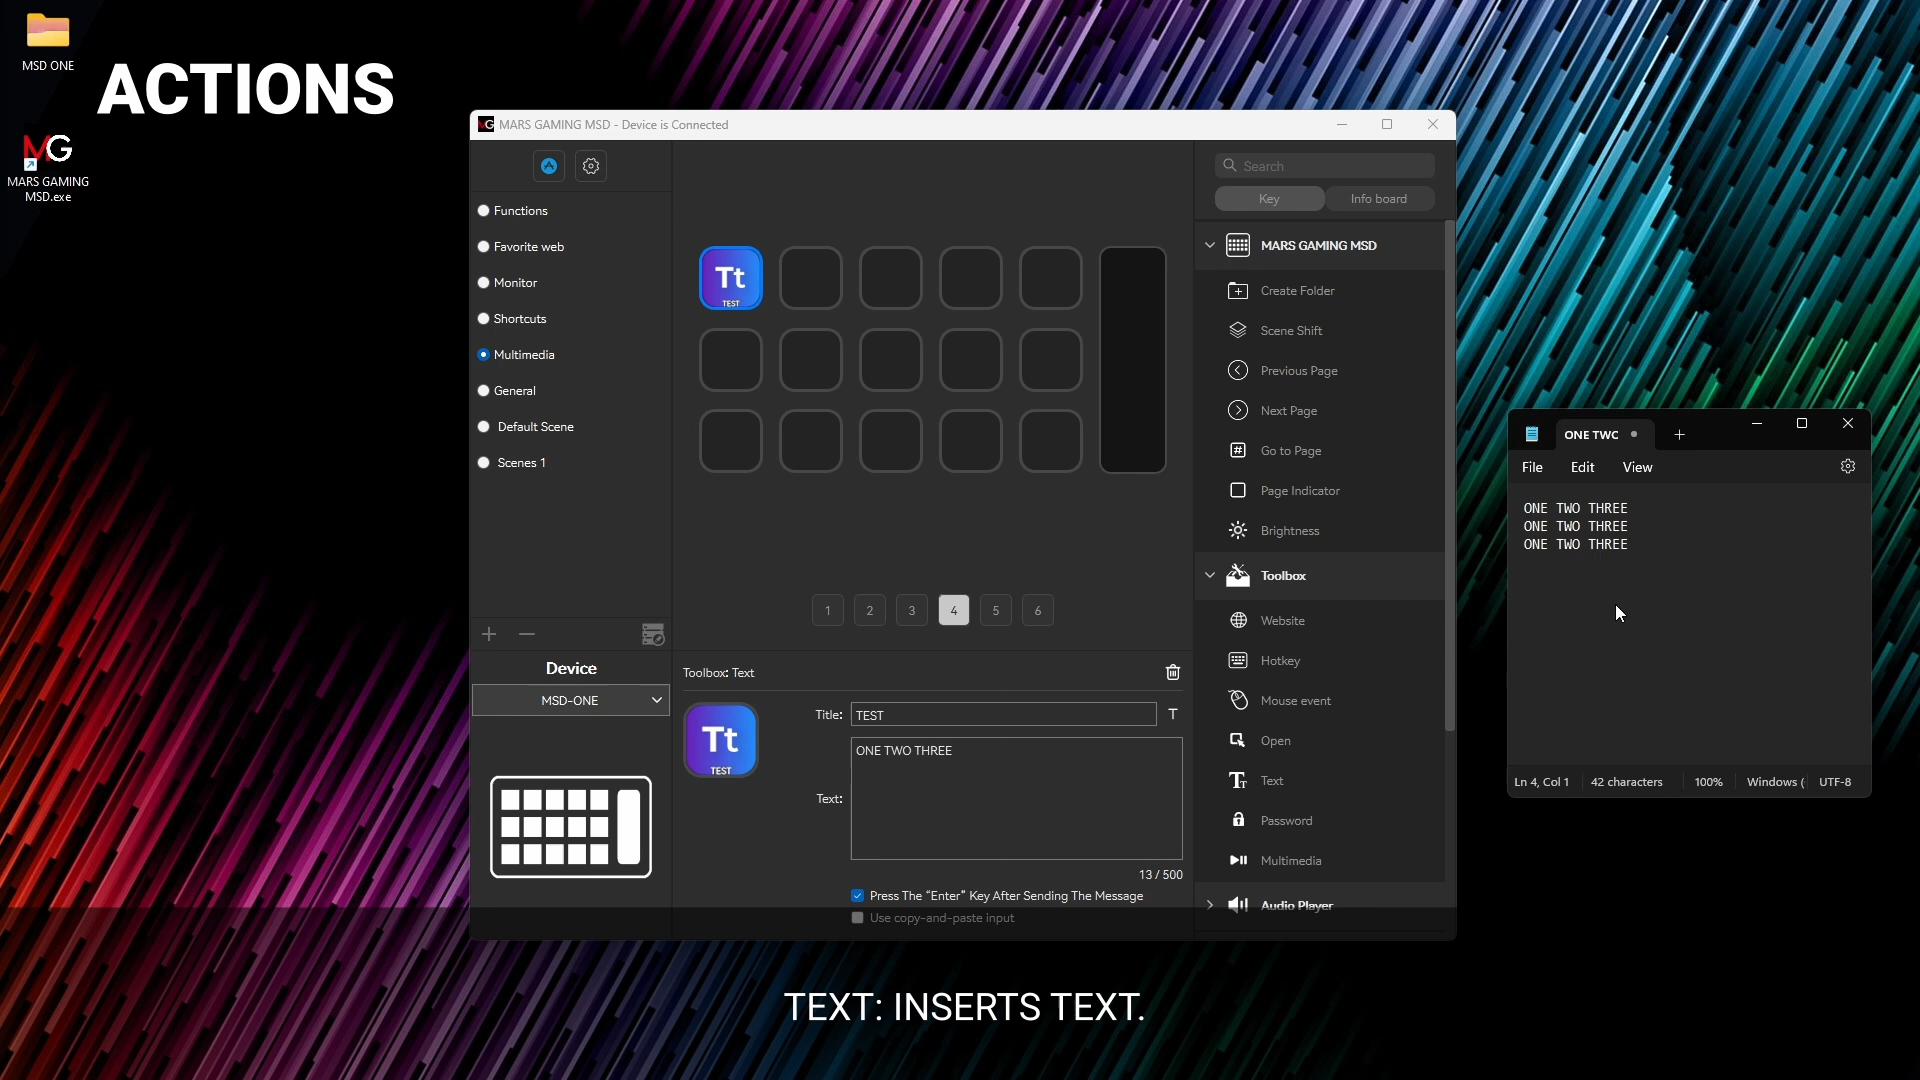 MSD ONE
ACTIONS
MG
MARS GAMING
MSD.exe
MG MARS GAMING MSD - Device is Connected
Functions
Favorite web
Monitor
Shortcuts
Multimedia
General
Default Scene
Scenes 1
Device
MSD-ONE
Tt
TEST
1 2 3 4 5 6
Toolbox: Text
Tt
TEST
Title: TEST T
Text: ONE TWO THREE
13 / 500
Press The “Enter” Key After Sending The Message
Use copy-and-paste input
Search
Key Info board
MARS GAMING MSD
Create Folder
Scene Shift
Previous Page
Next Page
Go to Page
Page Indicator
Brightness
Toolbox
Website
Hotkey
Mouse event
Open
Text
Password
Multimedia
Audio Player
ONE TWC
File Edit View
ONE TWO THREE
ONE TWO THREE
ONE TWO THREE
Ln 4, Col 1 42 characters 100% Windows ( UTF-8
TEXT: INSERTS TEXT.